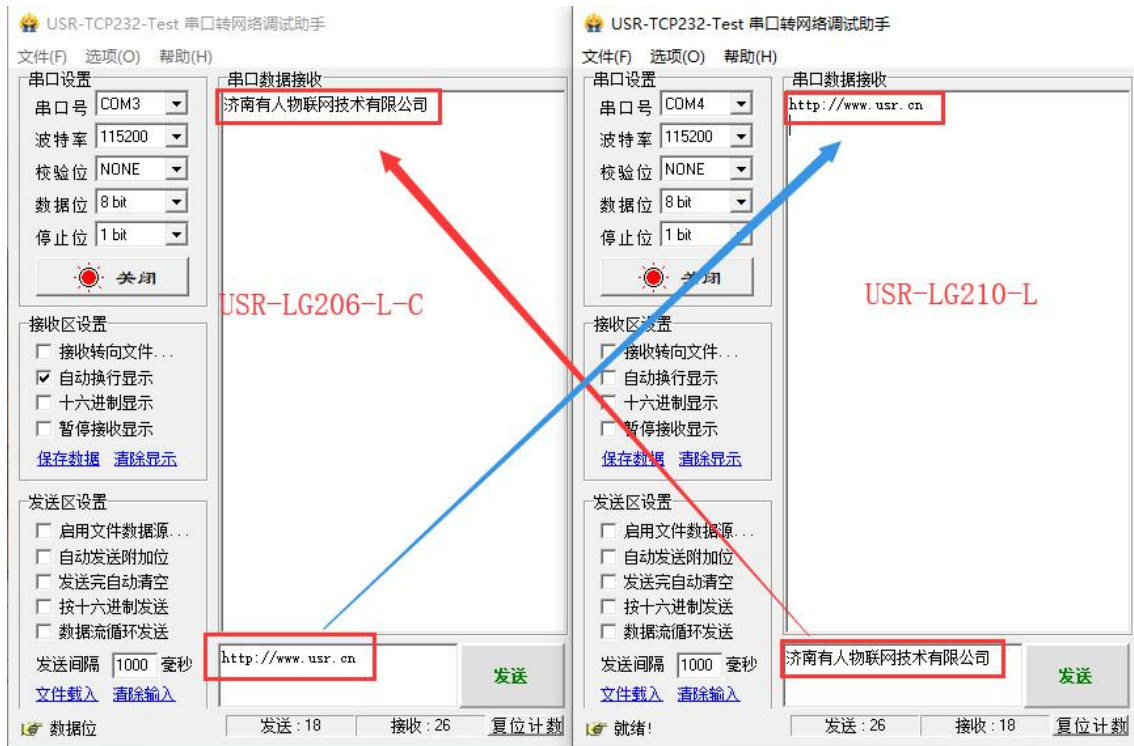 USR-TCP232-Test 串口转网络调试助手
文件(F) 选项(O) 帮助(H)
串口设置
串口号 COM3
波特率 115200
校验位 NONE
数据位 8 bit
停止位 1 bit
关闭
接收区设置
接收转向文件...
自动换行显示
十六进制显示
暂停接收显示
保存数据 清除显示
发送区设置
启用文件数据源...
自动发送附加位
发送完自动清空
按十六进制发送
数据流循环发送
发送间隔 1000 毫秒
文件载入 清除输入
串口数据接收
济南有人物联网技术有限公司
USR-LG206-L-C
http://www.usr.cn
发送
数据位
发送:18 接收:26 复位计数
USR-TCP232-Test 串口转网络调试助手
文件(F) 选项(O) 帮助(H)
串口设置
串口号 COM4
波特率 115200
校验位 NONE
数据位 8 bit
停止位 1 bit
关闭
接收区设置
接收转向文件...
自动换行显示
十六进制显示
暂停接收显示
保存数据 清除显示
发送区设置
启用文件数据源...
自动发送附加位
发送完自动清空
按十六进制发送
数据流循环发送
发送间隔 1000 毫秒
文件载入 清除输入
串口数据接收
http://www.usr.cn
USR-LG210-L
济南有人物联网技术有限公司
发送
就绪!
发送:26 接收:18 复位计数